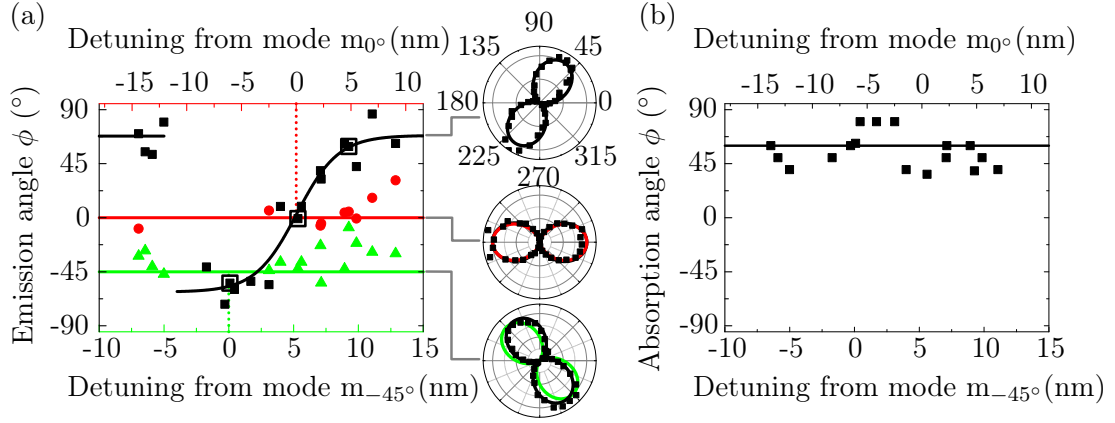 (a)
Detuning from mode m0°(nm)
-15 -10 -5 0 5 10
Emission angle ϕ (°)
90
45
0
-45
-90
-10 -5 0 5 10 15
Detuning from mode m−45°(nm)
90
135 45
180 0
225 315
270
(b)
Detuning from mode m0°(nm)
-15 -10 -5 0 5 10
Absorption angle ϕ (°)
90
45
0
-45
-90
-10 -5 0 5 10 15
Detuning from mode m−45°(nm)